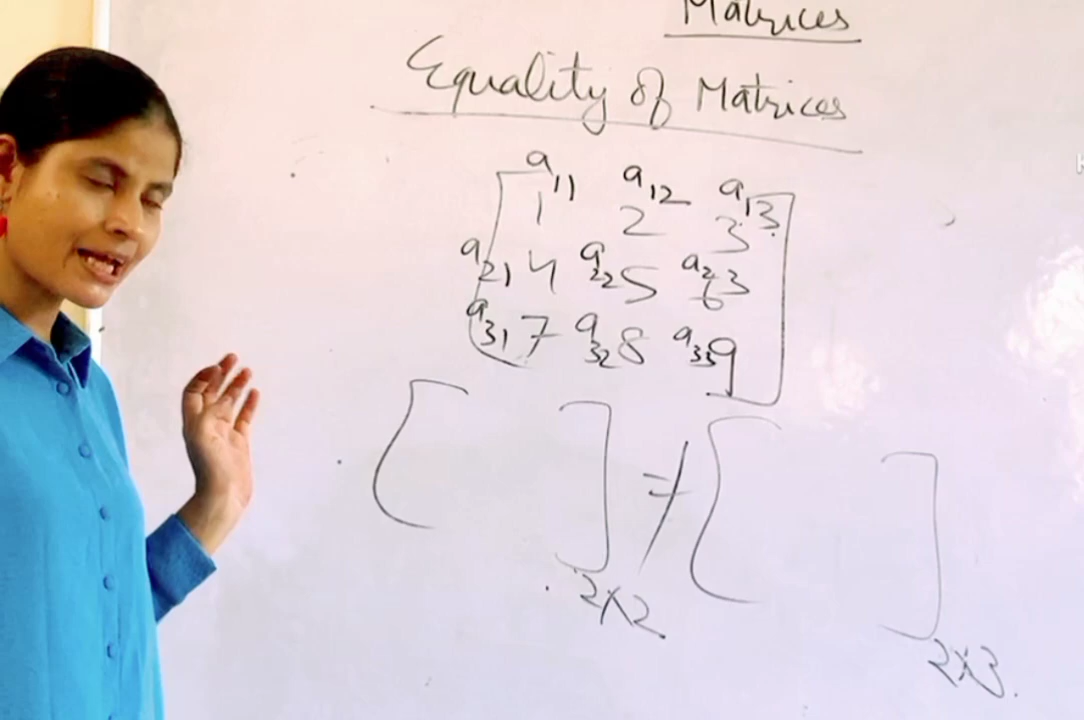 Matrices
Equality of Matrices
a11 a12 a13
1 2 3
a21 4 a22 5 a23 6
a31 7 a32 8 a33 9
[ ] ≠ [ ]
2×2 2×3